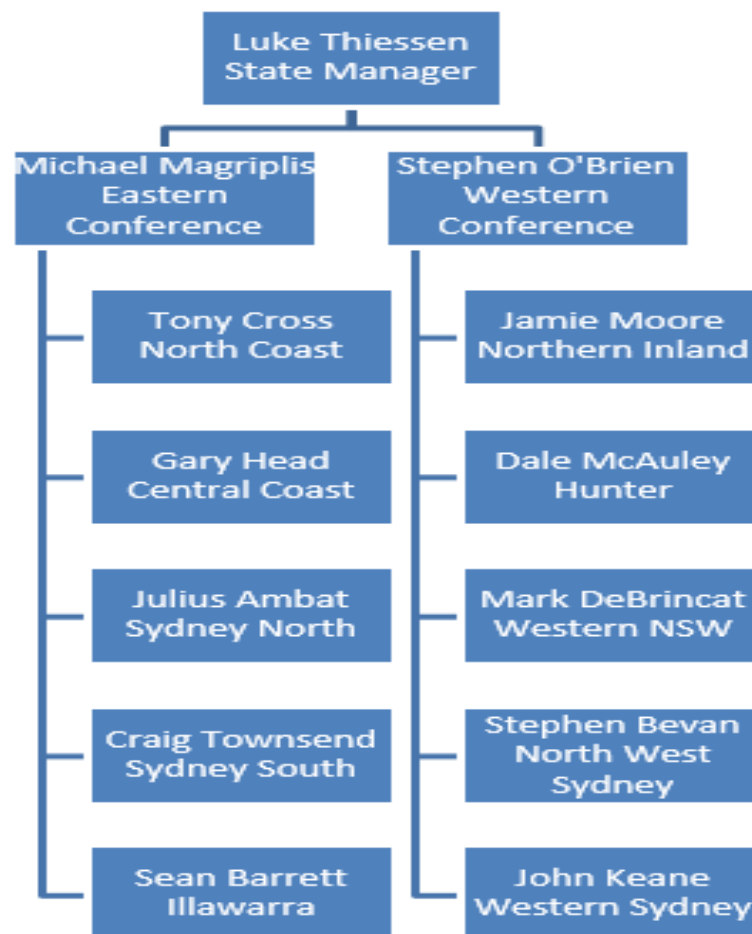 Luke Thiessen
State Manager
Michael Magriplis
Eastern
Conference
Stephen O'Brien
Western
Conference
Tony Cross
North Coast
Gary Head
Central Coast
Julius Ambat
Sydney North
Craig Townsend
Sydney South
Sean Barrett
Illawarra
Jamie Moore
Northern Inland
Dale McAuley
Hunter
Mark DeBrincat
Western NSW
Stephen Bevan
North West
Sydney
John Keane
Western Sydney